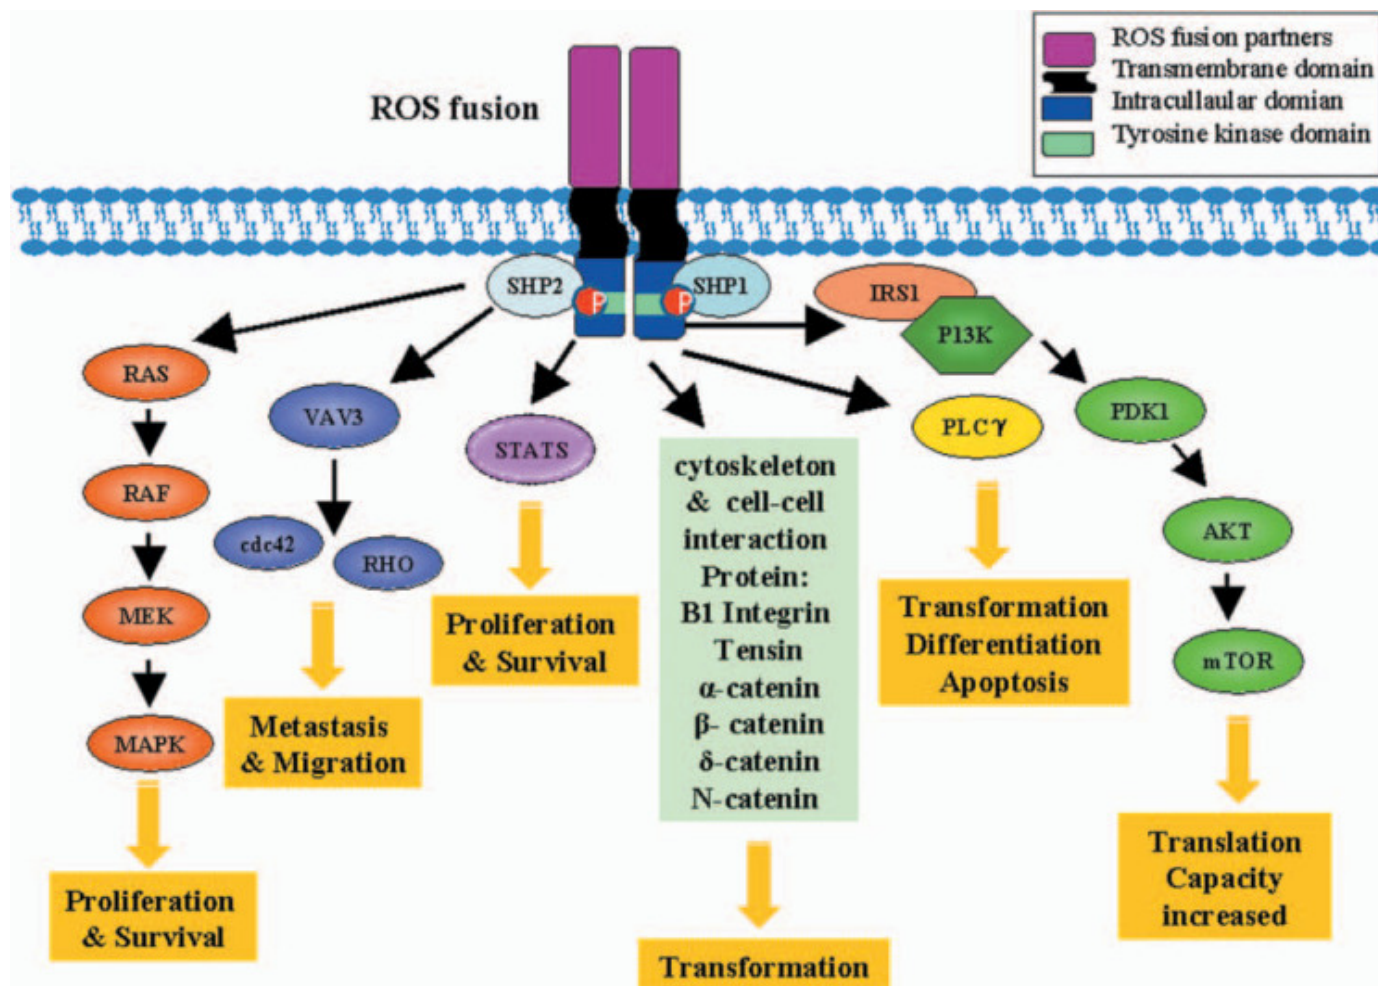 ROS fusion partners
Transmembrane domain
Intracullaular domian
Tyrosine kinase domain
ROS fusion
SHP2
SHP1
P
P
IRS1
P13K
RAS
RAF
MEK
MAPK
Proliferation
& Survival
VAV3
cdc42
RHO
Metastasis
& Migration
STATS
Proliferation
& Survival
cytoskeleton
& cell-cell
interaction
Protein:
B1 Integrin
Tensin
α-catenin
β- catenin
δ-catenin
N-catenin
Transformation
PLCγ
Transformation
Differentiation
Apoptosis
PDK1
AKT
mTOR
Translation
Capacity
increased